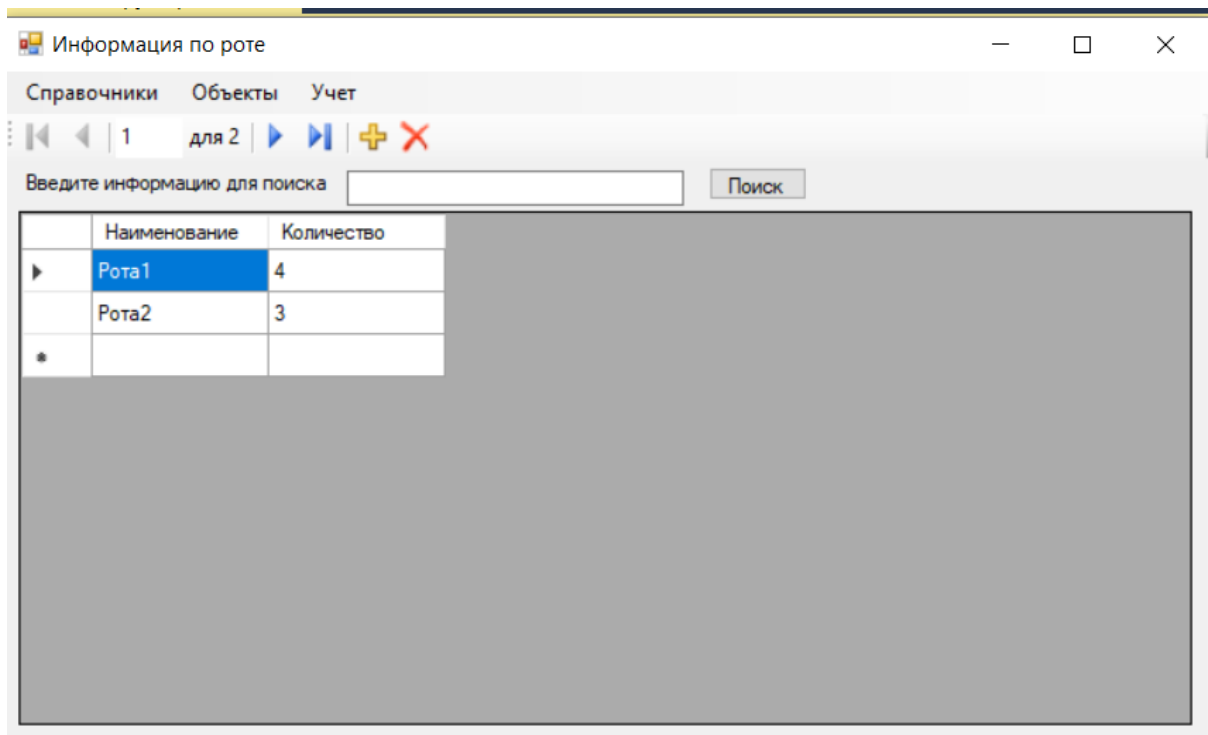 Информация по роте
Справочники Объекты Учет
1 для 2
Введите информацию для поиска Поиск
Наименование Количество
Рота1 4
Рота2 3